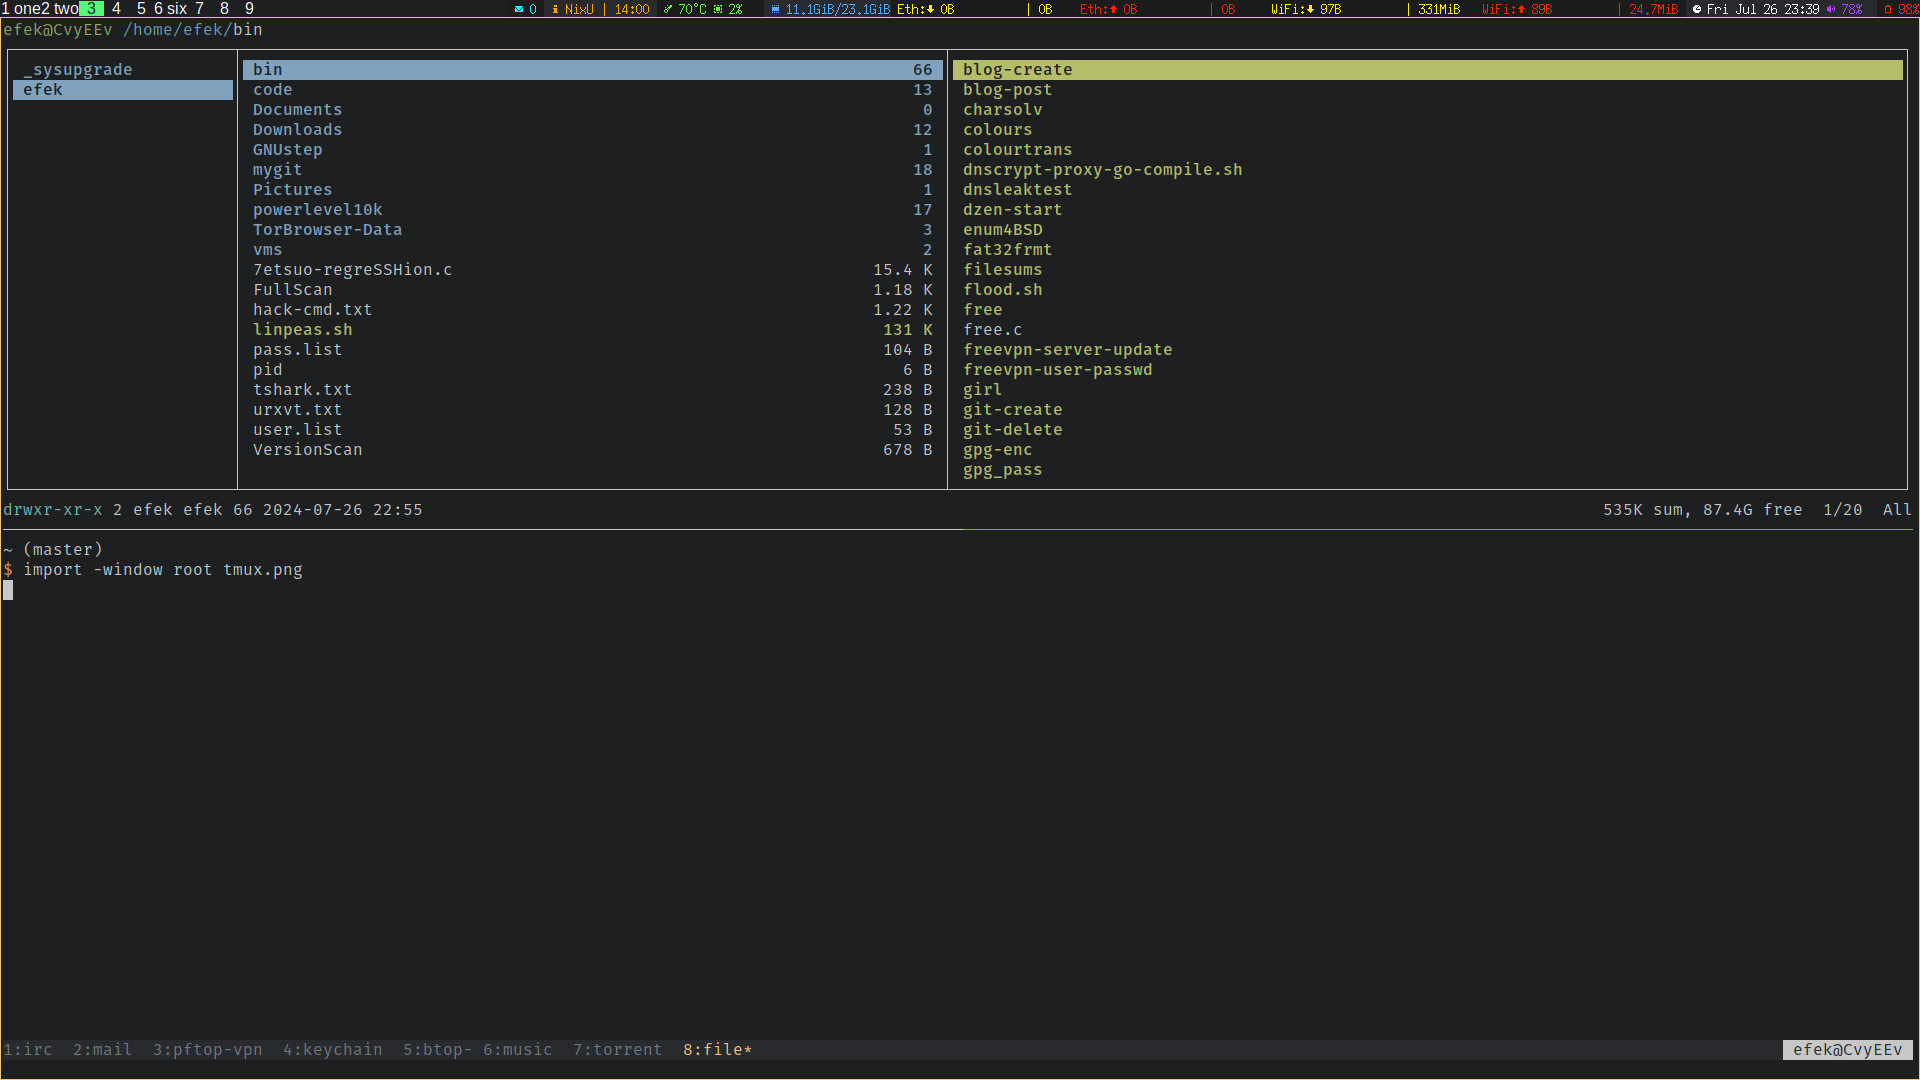 1 one2 two 3 4 5 6 six 7 8 9 0 NixU | 14:00 70°C 2% 11.1GiB/23.1GiB Eth: 0B | 0B Eth: 0B | 0B WiFi: 97B | 331MiB WiFi: 89B | 24.7MiB Fri Jul 26 23:39 78% 98%
efek@CvyEEv /home/efek/bin
_sysupgrade
efek
bin 66
code 13
Documents 0
Downloads 12
GNUstep 1
mygit 18
Pictures 1
powerlevel10k 17
TorBrowser-Data 3
vms 2
7etsuo-regreSSHion.c 15.4 K
FullScan 1.18 K
hack-cmd.txt 1.22 K
linpeas.sh 131 K
pass.list 104 B
pid 6 B
tshark.txt 238 B
urxvt.txt 128 B
user.list 53 B
VersionScan 678 B
blog-create
blog-post
charsolv
colours
colourtrans
dnscrypt-proxy-go-compile.sh
dnsleaktest
dzen-start
enum4BSD
fat32frmt
filesums
flood.sh
free
free.c
freevpn-server-update
freevpn-user-passwd
girl
git-create
git-delete
gpg-enc
gpg_pass
drwxr-xr-x 2 efek efek 66 2024-07-26 22:55 535K sum, 87.4G free 1/20 All
~ (master)
$ import -window root tmux.png
1:irc 2:mail 3:pftop-vpn 4:keychain 5:btop- 6:music 7:torrent 8:file* efek@CvyEEv